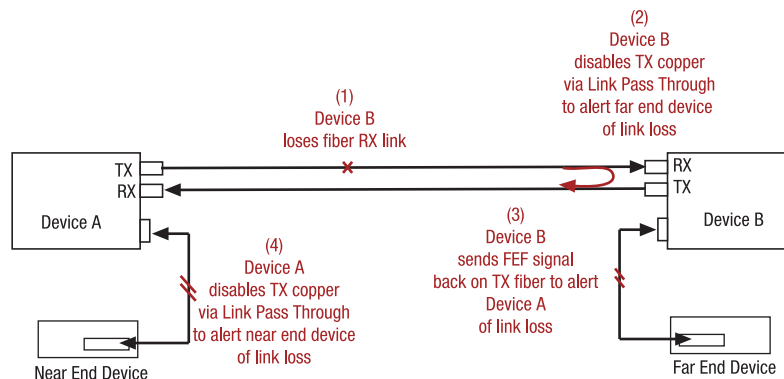 (1)
Device B
loses fiber RX link
(2)
Device B
disables TX copper
via Link Pass Through
to alert far end device
of link loss
TX
RX
Device A
RX
TX
Device B
(3)
Device B
sends FEF signal
back on TX fiber to alert
Device A
of link loss
(4)
Device A
disables TX copper
via Link Pass Through
to alert near end device
of link loss
Near End Device
Far End Device